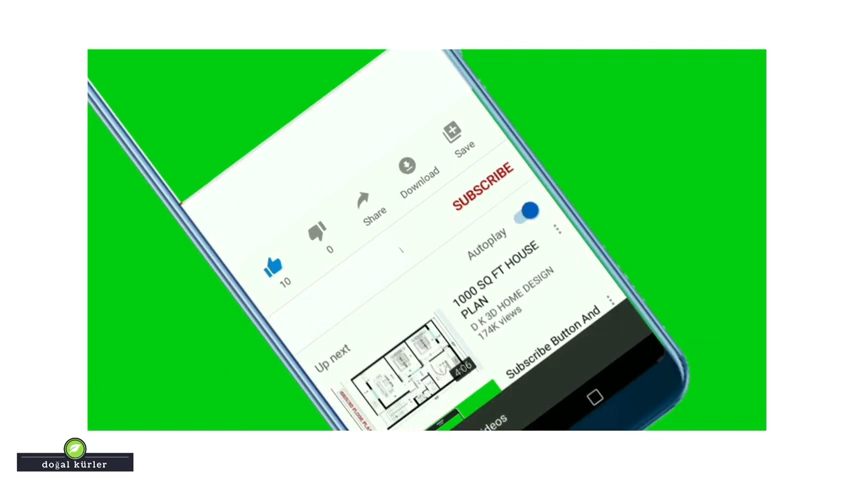 Save
Download
Share
0
10
SUBSCRIBE
Autoplay
Up next
1000 SQ FT HOUSE
PLAN
D K 3D HOME DESIGN
174K views
4:06
Subscribe Button And
doğal kürler